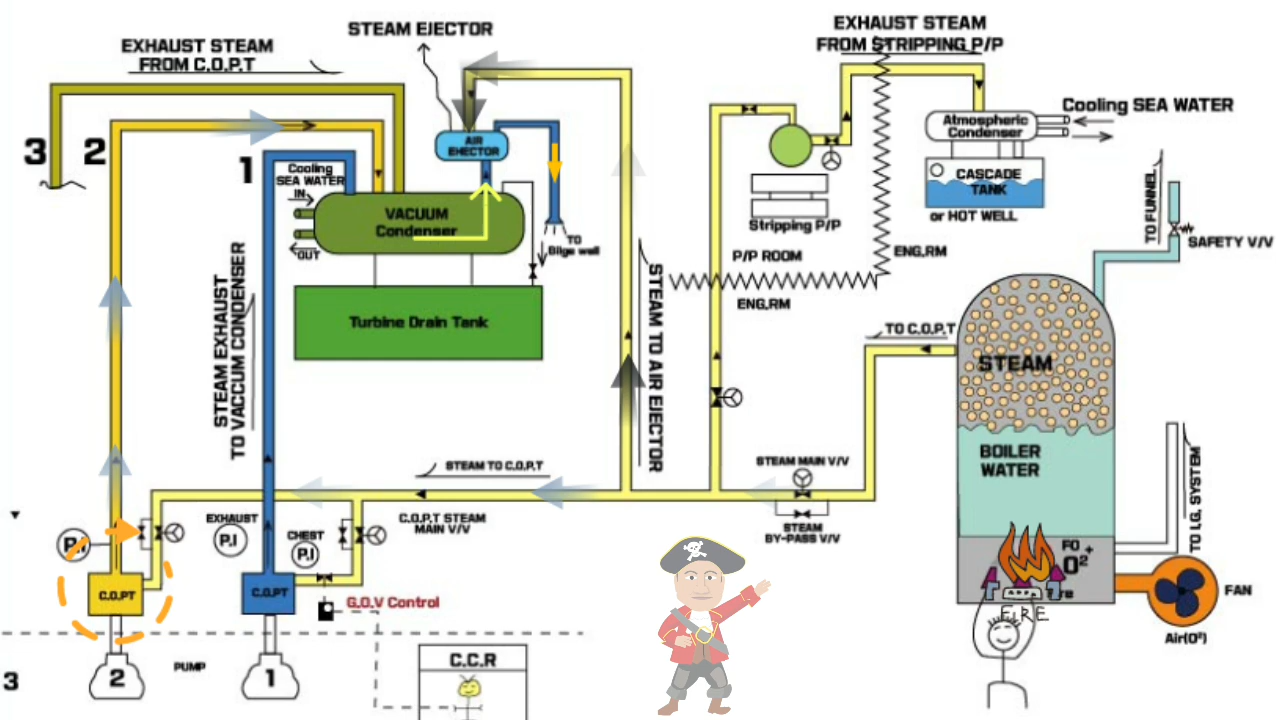 STEAM EJECTOR
EXHAUST STEAM
FROM C.O.P.T
EXHAUST STEAM
FROM STRIPPING P/P
3
2
1
Cooling
SEA WATER
IN
OUT
AIR
EHECTOR
VACUUM
Condenser
TO
Bilge well
Turbine Drain Tank
STEAM EXHAUST
TO VACCUM CONDENSER
STEAM TO AIR EJECTOR
Stripping P/P
Atmospheric
Condenser
Cooling SEA WATER
CASCADE
TANK
or HOT WELL
P/P ROOM
ENG,RM
ENG.RM
TO FUNNEL
SAFETY V/V
TO C.O.P.T
STEAM
BOILER
WATER
STEAM MAIN V/V
STEAM
BY-PASS V/V
STEAM TO C.O.P.T
C.O.P.T STEAM
MAIN V/V
EXHAUST
P.I
CHEST
P.I
P.I
C.O.PT
C.O.PT
G.O.V Control
TO I.G. SYSTEM
FO
O² +
Fire
FIRE
FAN
Air(O²)
PUMP
3
2
1
C.C.R